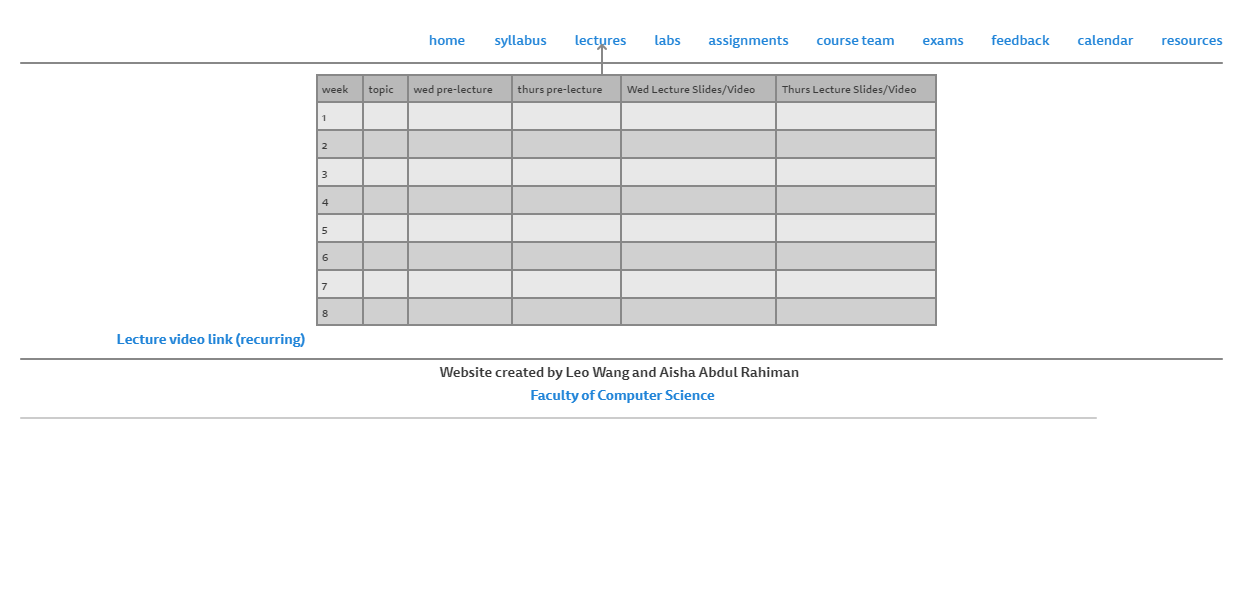 home syllabus lectures labs assignments course team exams feedback calendar resources
week topic wed pre-lecture thurs pre-lecture Wed Lecture Slides/Video Thurs Lecture Slides/Video
1
2
3
4
5
6
7
8
Lecture video link (recurring)
Website created by Leo Wang and Aisha Abdul Rahiman
Faculty of Computer Science